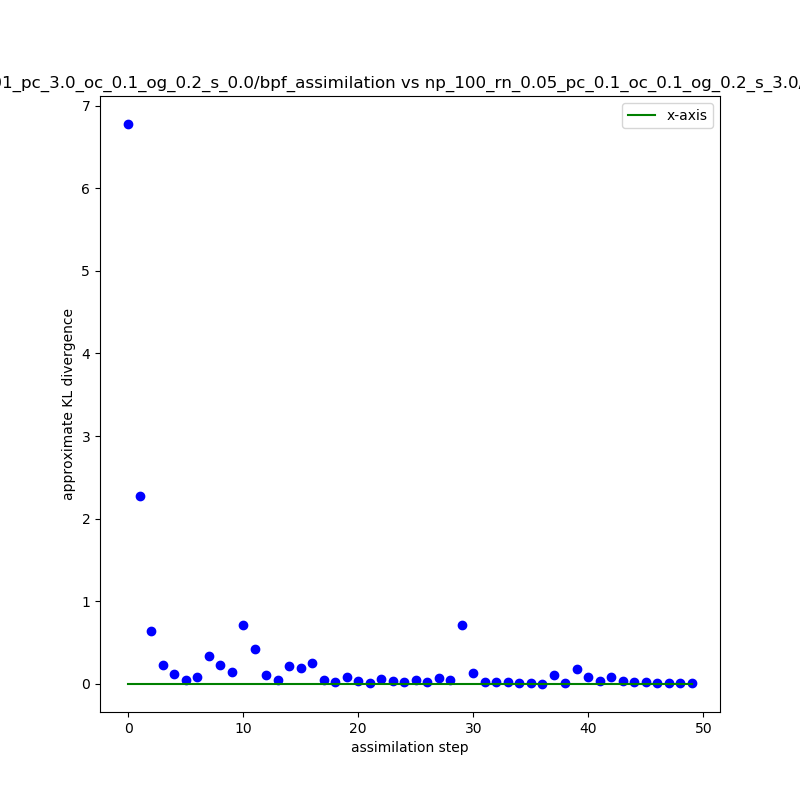 01_pc_3.0_oc_0.1_og_0.2_s_0.0/bpf_assimilation vs np_100_rn_0.05_pc_0.1_oc_0.1_og_0.2_s_3.0/
x-axis
7
6
5
4
3
2
1
0
approximate KL divergence
0 10 20 30 40 50
assimilation step